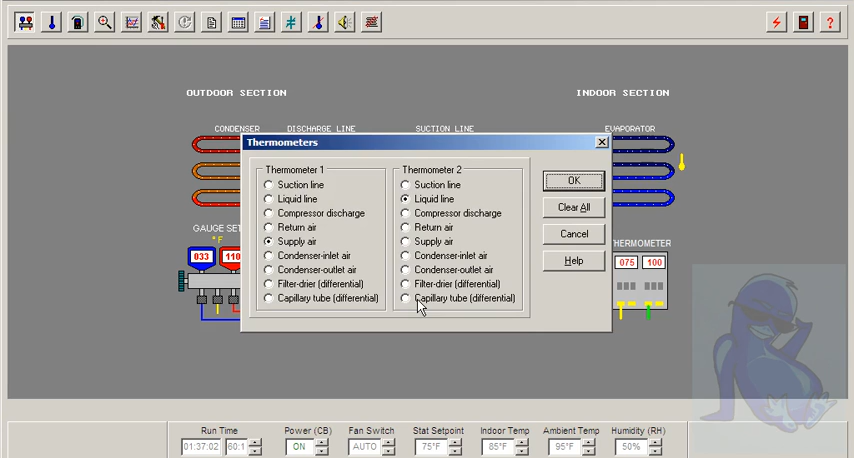 OUTDOOR SECTION
INDOOR SECTION
CONDENSER
DISCHARGE LINE
SUCTION LINE
EVAPORATOR
Thermometers
Thermometer 1
Suction line
Liquid line
Compressor discharge
Return air
Supply air
Condenser-inlet air
Condenser-outlet air
Filter-drier (differential)
Capillary tube (differential)
Thermometer 2
Suction line
Liquid line
Compressor discharge
Return air
Supply air
Condenser-inlet air
Condenser-outlet air
Filter-drier (differential)
Capillary tube (differential)
OK
Clear All
Cancel
Help
GAUGE SET
°F
033 110
THERMOMETER
075 100
Run Time
01:37:02 60:1
Power (CB)
ON
Fan Switch
AUTO
Stat Setpoint
75°F
Indoor Temp
85°F
Ambient Temp
95°F
Humidity (RH)
50%